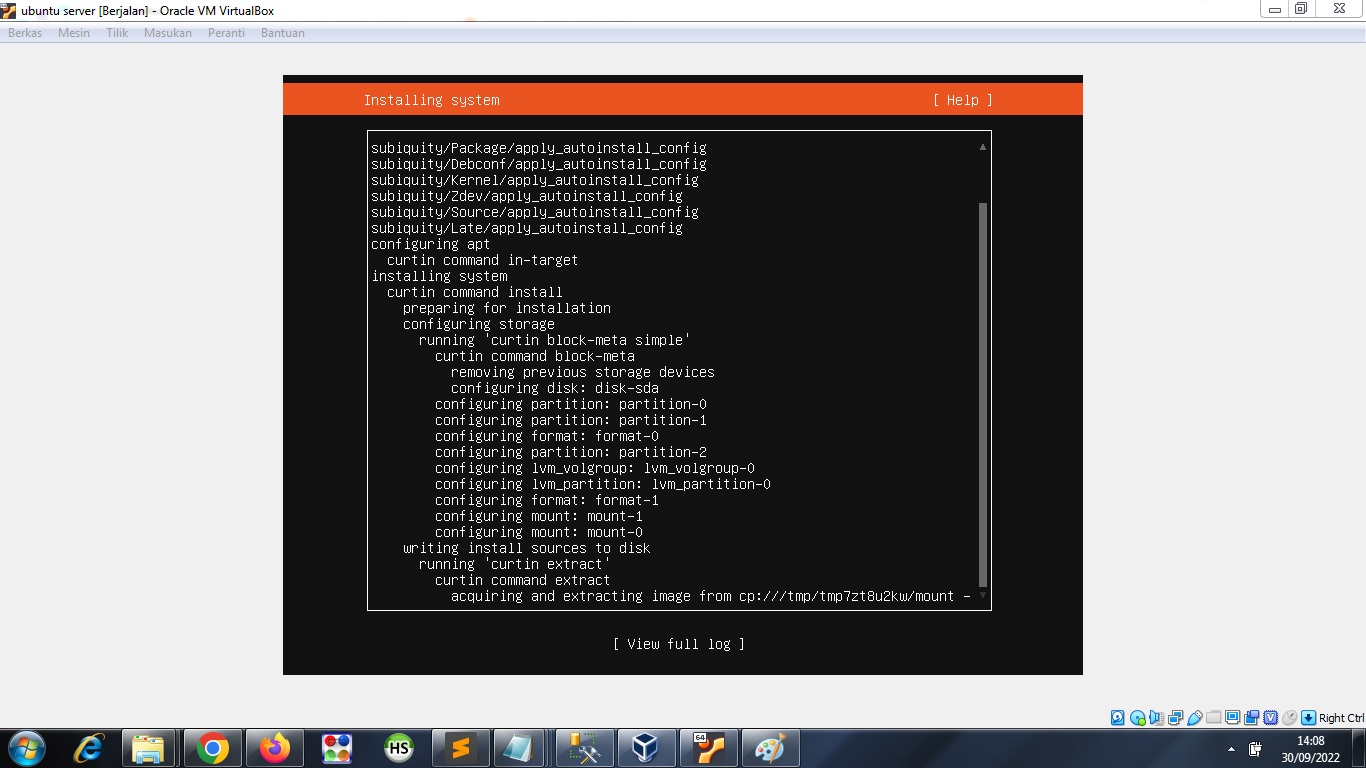 ubuntu server [Berjalan] - Oracle VM VirtualBox
Berkas Mesin Tilik Masukan Peranti Bantuan
Installing system [ Help ]
subiquity/Package/apply_autoinstall_config
subiquity/Debconf/apply_autoinstall_config
subiquity/Kernel/apply_autoinstall_config
subiquity/Zdev/apply_autoinstall_config
subiquity/Source/apply_autoinstall_config
subiquity/Late/apply_autoinstall_config
configuring apt
curtin command in-target
installing system
curtin command install
preparing for installation
configuring storage
running 'curtin block-meta simple'
curtin command block-meta
removing previous storage devices
configuring disk: disk-sda
configuring partition: partition-0
configuring partition: partition-1
configuring format: format-0
configuring partition: partition-2
configuring lvm_volgroup: lvm_volgroup-0
configuring lvm_partition: lvm_partition-0
configuring format: format-1
configuring mount: mount-1
configuring mount: mount-0
writing install sources to disk
running 'curtin extract'
curtin command extract
acquiring and extracting image from cp:///tmp/tmp7zt8u2kw/mount -
[ View full log ]
Right Ctrl
HS
64
14:08
30/09/2022